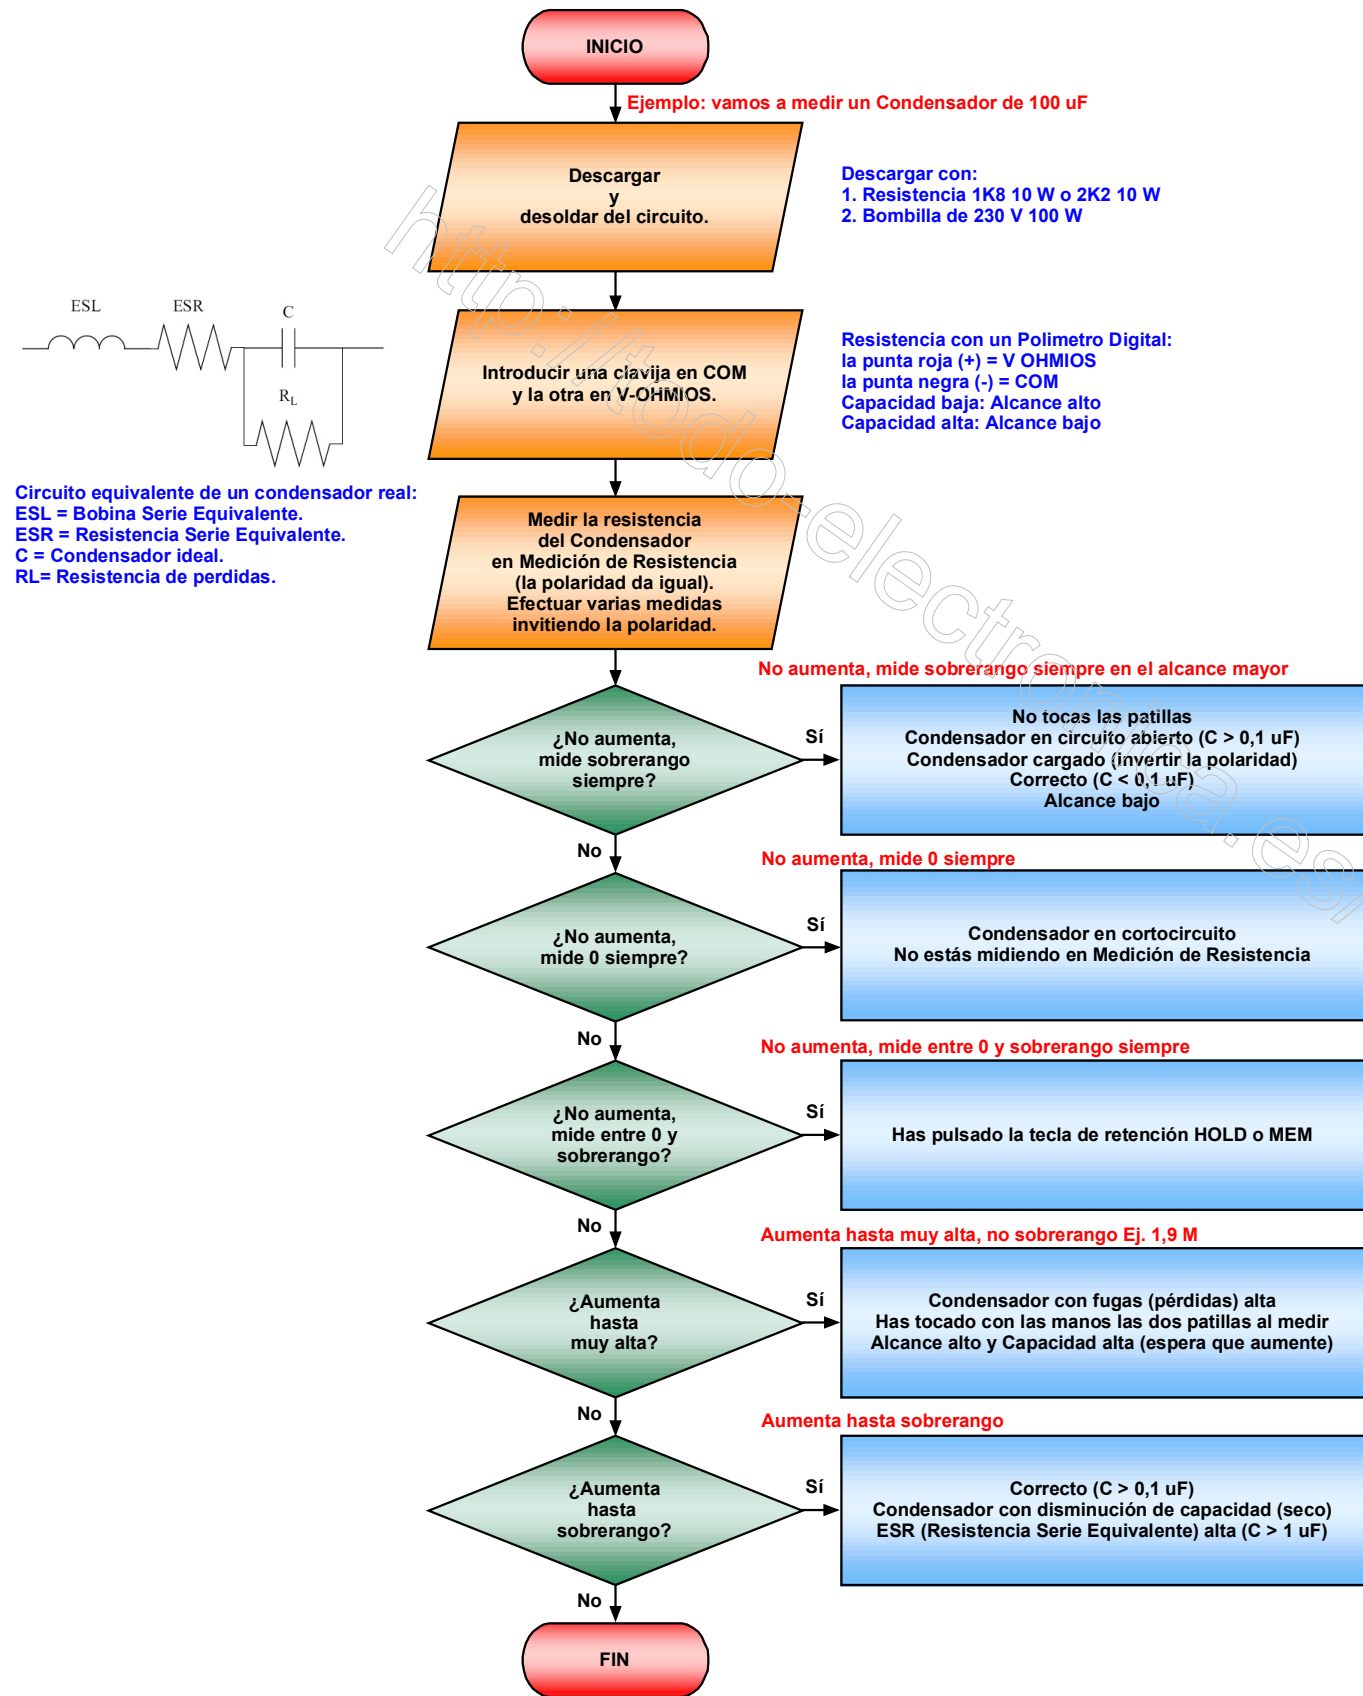 INICIO
Ejemplo: vamos a medir un Condensador de 100 uF
Descargar
y
desoldar del circuito.
Descargar con:
1. Resistencia 1K8 10 W o 2K2 10 W
2. Bombilla de 230 V 100 W
ESL
ESR
C
RL
Introducir una clavija en COM
y la otra en V-OHMIOS.
Resistencia con un Polimetro Digital:
la punta roja (+) = V OHMIOS
la punta negra (-) = COM
Capacidad baja: Alcance alto
Capacidad alta: Alcance bajo
Circuito equivalente de un condensador real:
ESL = Bobina Serie Equivalente.
ESR = Resistencia Serie Equivalente.
C = Condensador ideal.
RL= Resistencia de perdidas.
Medir la resistencia
del Condensador
en Medición de Resistencia
(la polaridad da igual).
Efectuar varias medidas
invitiendo la polaridad.
http://todo-electronica.es/
No aumenta, mide sobrerango siempre en el alcance mayor
¿No aumenta,
mide sobrerango
siempre?
Sí
No tocas las patillas
Condensador en circuito abierto (C > 0,1 uF)
Condensador cargado (invertir la polaridad)
Correcto (C < 0,1 uF)
Alcance bajo
No
No aumenta, mide 0 siempre
¿No aumenta,
mide 0 siempre?
Sí
Condensador en cortocircuito
No estás midiendo en Medición de Resistencia
No
No aumenta, mide entre 0 y sobrerango siempre
¿No aumenta,
mide entre 0 y
sobrerango?
Sí
Has pulsado la tecla de retención HOLD o MEM
No
Aumenta hasta muy alta, no sobrerango Ej. 1,9 M
¿Aumenta
hasta
muy alta?
Sí
Condensador con fugas (pérdidas) alta
Has tocado con las manos las dos patillas al medir
Alcance alto y Capacidad alta (espera que aumente)
No
Aumenta hasta sobrerango
¿Aumenta
hasta
sobrerango?
Sí
Correcto (C > 0,1 uF)
Condensador con disminución de capacidad (seco)
ESR (Resistencia Serie Equivalente) alta (C > 1 uF)
No
FIN